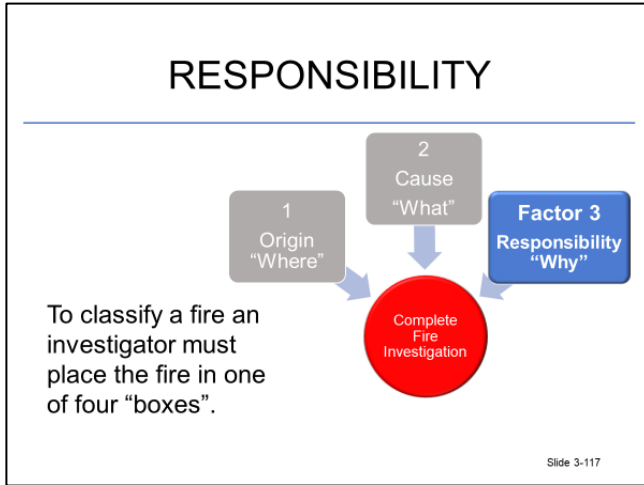 RESPONSIBILITY
1
Origin
“Where”
2
Cause
“What”
Factor 3
Responsibility
“Why”
Complete
Fire
Investigation
To classify a fire an
investigator must
place the fire in one
of four “boxes”.
Slide 3-117